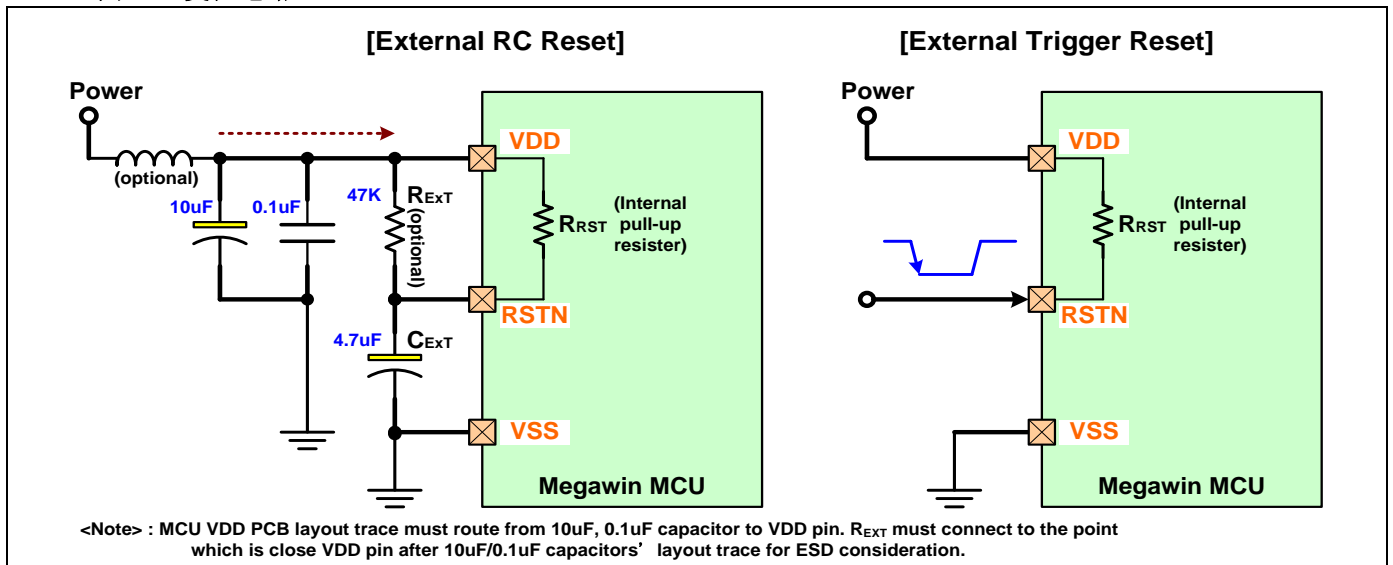 [External RC Reset]
Power
(optional)
10uF
0.1uF
47K
RExT
(optional)
4.7uF
CExT
VDD
RRST
(Internal
pull-up
resister)
RSTN
VSS
Megawin MCU
[External Trigger Reset]
Power
VDD
RRST
(Internal
pull-up
resister)
RSTN
VSS
Megawin MCU
<Note> : MCU VDD PCB layout trace must route from 10uF, 0.1uF capacitor to VDD pin. REXT must connect to the point
which is close VDD pin after 10uF/0.1uF capacitors’ layout trace for ESD consideration.